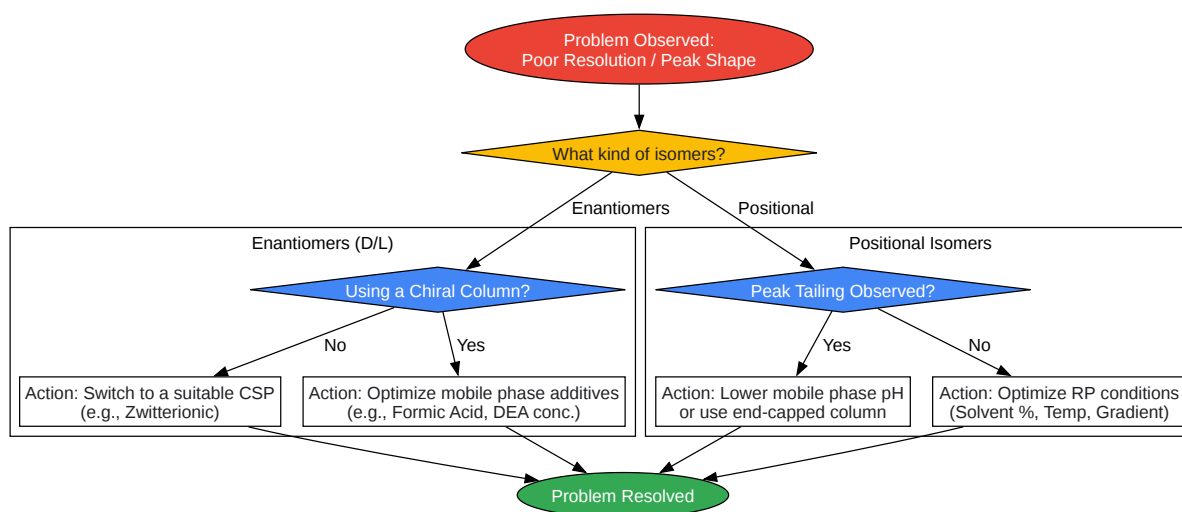 Problem Observed:
Poor Resolution / Peak Shape
What kind of isomers?
Enantiomers
Positional
Enantiomers (D/L)
Positional Isomers
Using a Chiral Column?
Peak Tailing Observed?
No
Yes
Yes
No
Action: Switch to a suitable CSP
(e.g., Zwitterionic)
Action: Optimize mobile phase additives
(e.g., Formic Acid, DEA conc.)
Action: Lower mobile phase pH
or use end-capped column
Action: Optimize RP conditions
(Solvent %, Temp, Gradient)
Problem Resolved